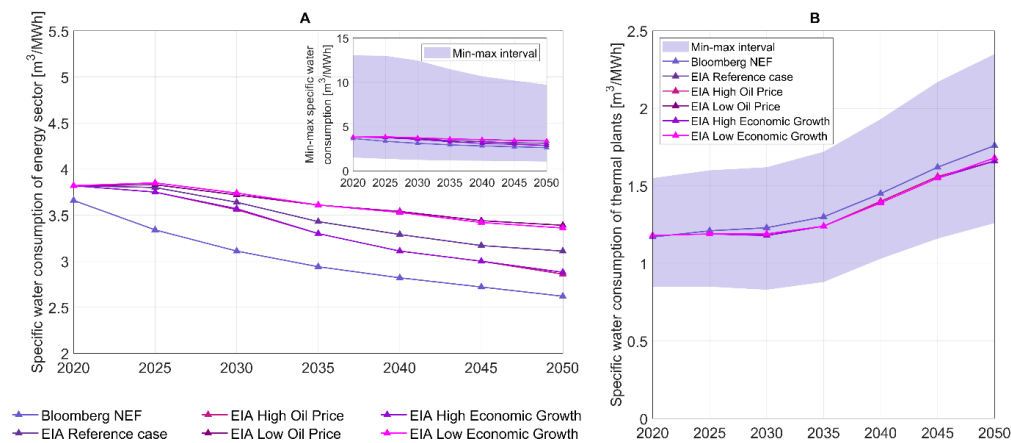 A
Specific water consumption of energy sector [m³/MWh]
5.5
5
4.5
4
3.5
3
2.5
2
2020 2025 2030 2035 2040 2045 2050
Min-max specific water
consumption [m³/MWh]
15
10
5
0
Min-max interval
2020 2025 2030 2035 2040 2045 2050
Bloomberg NEF
EIA Reference case
EIA High Oil Price
EIA Low Oil Price
EIA High Economic Growth
EIA Low Economic Growth
B
Specific water consumption of thermal plants [m³/MWh]
2.5
2
1.5
1
0.5
0
Min-max interval
Bloomberg NEF
EIA Reference case
EIA High Oil Price
EIA Low Oil Price
EIA High Economic Growth
EIA Low Economic Growth
2020 2025 2030 2035 2040 2045 2050